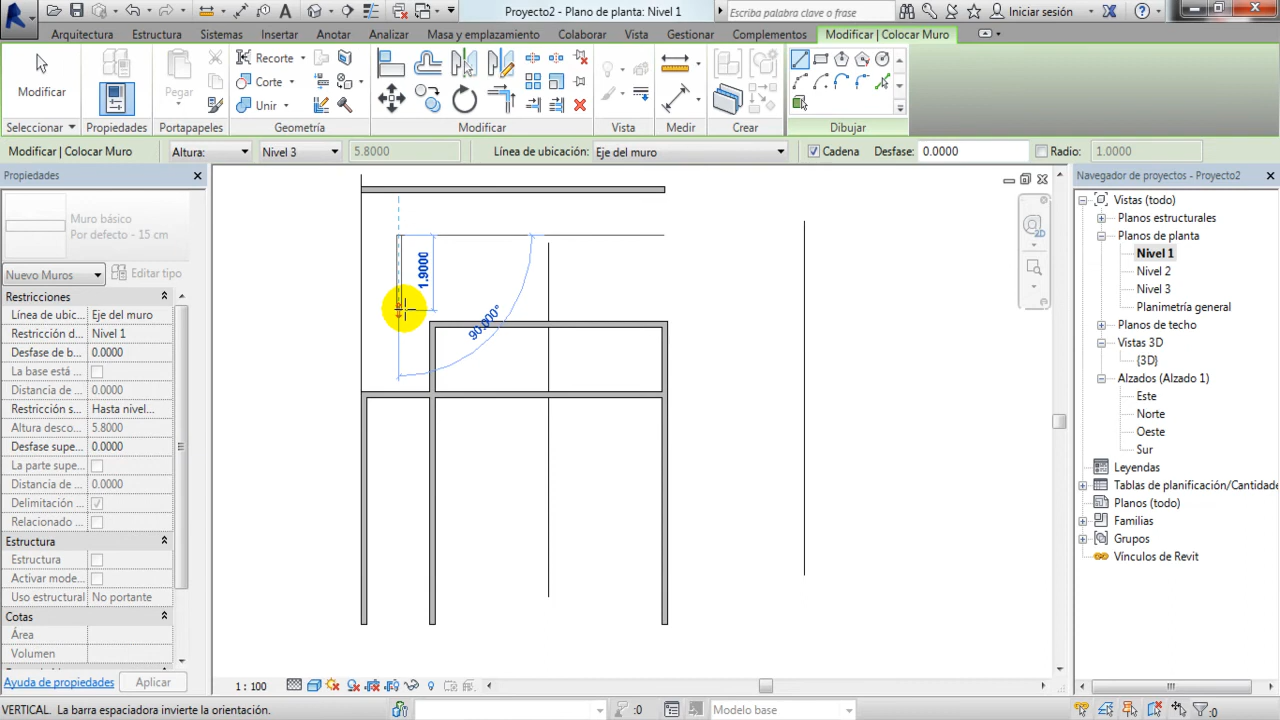 Proyecto2 - Plano de planta: Nivel 1
Escriba palabra clave o frase
Iniciar sesión
Arquitectura
Estructura
Sistemas
Insertar
Anotar
Analizar
Masa y emplazamiento
Colaborar
Vista
Gestionar
Complementos
Modificar | Colocar Muro
Modificar
Pegar
Recorte
Corte
Unir
Seleccionar
Propiedades
Portapapeles
Geometría
Modificar
Vista
Medir
Crear
Dibujar
Modificar | Colocar Muro
Altura:
Nivel 3
5.8000
Línea de ubicación:
Eje del muro
Cadena
Desfase:
0.0000
Radio:
1.0000
Propiedades
Muro básico
Por defecto - 15 cm
Nuevo Muros
Editar tipo
Restricciones
Línea de ubic... Eje del muro
Restricción d... Nivel 1
Desfase de b... 0.0000
La base está ...
Distancia de ... 0.0000
Restricción s... Hasta nivel...
Altura desco... 5.8000
Desfase supe... 0.0000
La parte supe...
Distancia de ... 0.0000
Delimitación ...
Relacionado ...
Estructura
Estructura
Activar mode...
Uso estructural No portante
Cotas
Área
Volumen
Ayuda de propiedades
Aplicar
1.9000
90.000°
2D
Navegador de proyectos - Proyecto2
Vistas (todo)
Planos estructurales
Planos de planta
Nivel 1
Nivel 2
Nivel 3
Planimetría general
Planos de techo
Vistas 3D
{3D}
Alzados (Alzado 1)
Este
Norte
Oeste
Sur
Leyendas
Tablas de planificación/Cantidade
Planos (todo)
Familias
Grupos
Vínculos de Revit
1 : 100
VERTICAL. La barra espaciadora invierte la orientación.
:0
Modelo base
:0